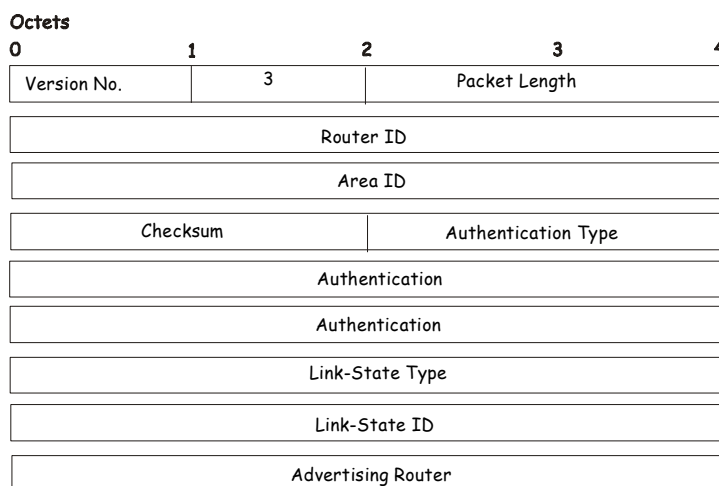 Octets
0 1 2 3 4
Version No. 3 Packet Length
Router ID
Area ID
Checksum Authentication Type
Authentication
Authentication
Link-State Type
Link-State ID
Advertising Router